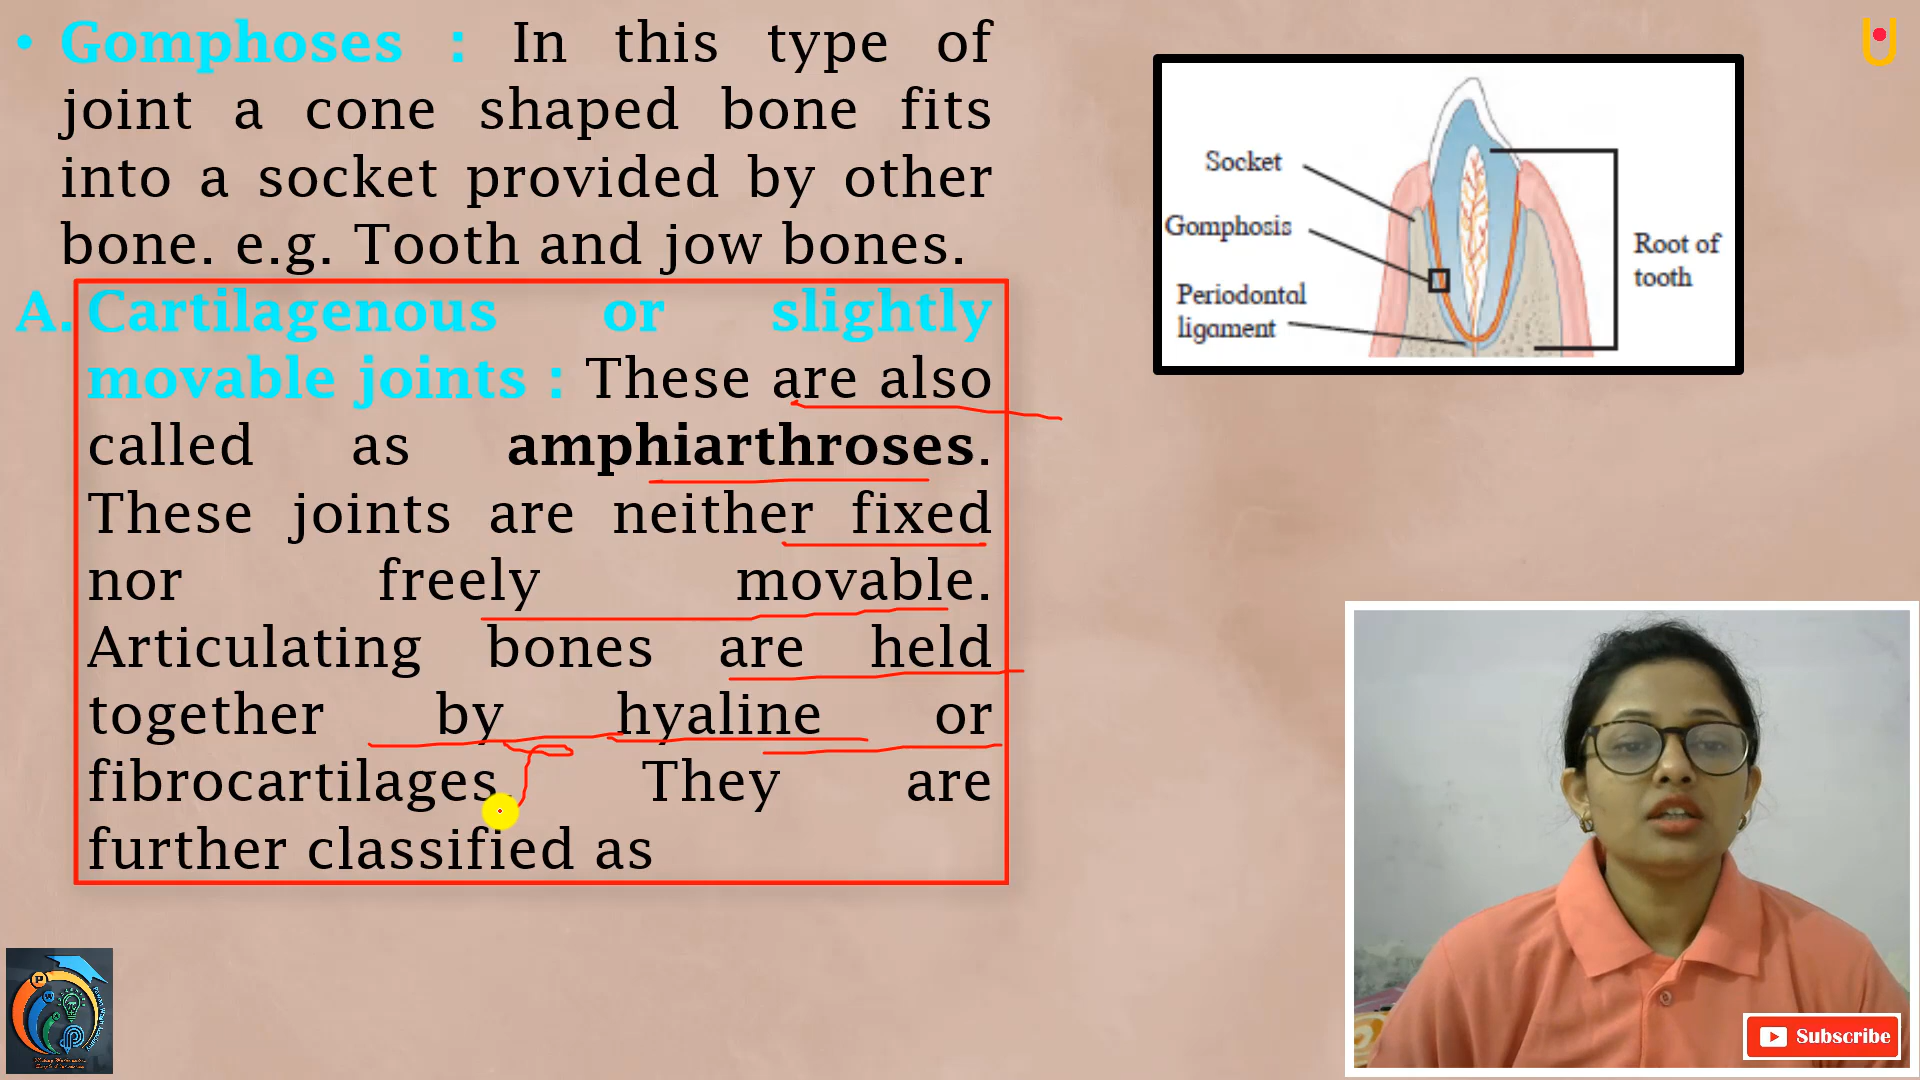 • Gomphoses : In this type of
joint a cone shaped bone fits
into a socket provided by other
bone. e.g. Tooth and jow bones.
A. Cartilagenous or slightly
movable joints : These are also
called as amphiarthroses.
These joints are neither fixed
nor freely movable.
Articulating bones are held
together by hyaline or
fibrocartilages. They are
further classified as
Socket
Gomphosis
Periodontal
ligament
Root of
tooth
Subscribe